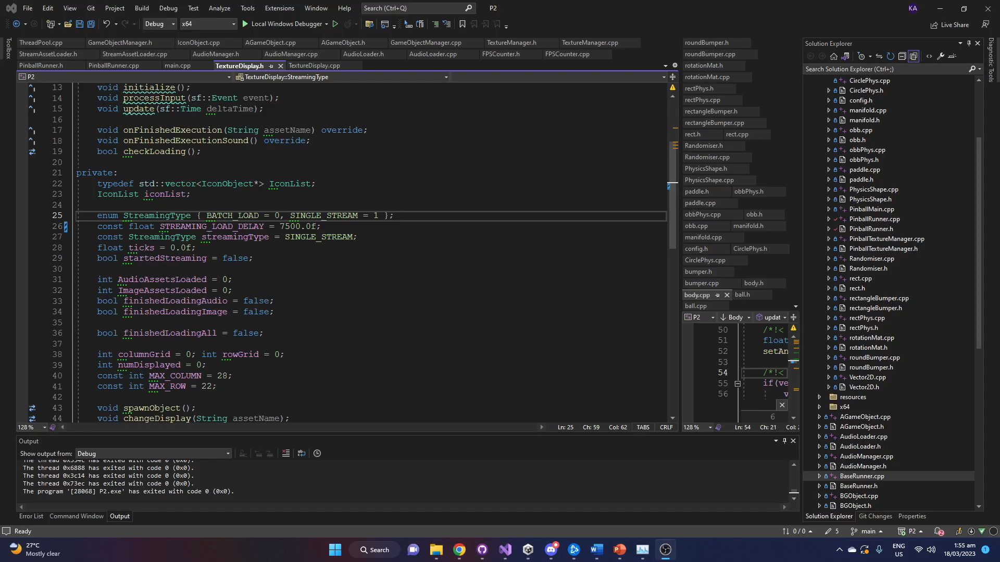 File Edit View Git Project Build Debug Test Analyze Tools Extensions Window Help Search (Ctrl+Q) P2 KA
Debug x64 Local Windows Debugger Live Share
Toolbox
ThreadPool.cpp GameObjectManager.h IconObject.cpp AGameObject.cpp AGameObject.h GameObjectManager.cpp TextureManager.h TextureManager.cpp
StreamAssetLoader.h StreamAssetLoader.cpp AudioManager.h AudioManager.cpp AudioLoader.h AudioLoader.cpp FPSCounter.h FPSCounter.cpp
PinballRunner.h PinballRunner.cpp main.cpp TextureDisplay.h TextureDisplay.cpp
P2 TextureDisplay::StreamingType
13 void initialize();
14 void processInput(sf::Event event);
15 void update(sf::Time deltaTime);
16
17 void onFinishedExecution(String assetName) override;
18 void onFinishedExecutionSound() override;
19 bool checkLoading();
20
21 private:
22 typedef std::vector<IconObject*> IconList;
23 IconList iconList;
24
25 enum StreamingType { BATCH_LOAD = 0, SINGLE_STREAM = 1 };
26 const float STREAMING_LOAD_DELAY = 7500.0f;
27 const StreamingType streamingType = SINGLE_STREAM;
28 float ticks = 0.0f;
29 bool startedStreaming = false;
30
31 int AudioAssetsLoaded = 0;
32 int ImageAssetsLoaded = 0;
33 bool finishedLoadingAudio = false;
34 bool finishedLoadingImage = false;
35
36 bool finishedLoadingAll = false;
37
38 int columnGrid = 0; int rowGrid = 0;
39 int numDisplayed = 0;
40 const int MAX_COLUMN = 28;
41 const int MAX_ROW = 22;
42
43 void spawnObject();
44 void changeDisplay(String assetName);
128 % Ln: 25 Ch: 59 Col: 62 TABS CRLF
roundBumper.h
roundBumper.cpp
rotationMat.h
rotationMat.cpp
rectPhys.h
rectPhys.cpp
rectangleBumper.h
rectangleBumper.cpp
rect.h rect.cpp
Randomiser.h
Randomiser.cpp
PhysicsShape.h
PhysicsShape.cpp
paddle.h obbPhys.h
paddle.cpp
obbPhys.cpp obb.h
obb.cpp manifold.h
manifold.cpp
config.h CirclePhys.h
CirclePhys.cpp
bumper.h
bumper.cpp body.h
body.cpp ball.h
ball.cpp
P2 Body updat
50 /*!<
51 float
52 setAn
53
54 /*!<
55 if(ve
56 v
6
128 % Ln: 54 Ch: 21 Col:
Solution Explorer
Search Solution Explorer (Ctrl+;)
CirclePhys.cpp
CirclePhys.h
config.h
manifold.cpp
manifold.h
obb.cpp
obb.h
obbPhys.cpp
obbPhys.h
paddle.cpp
paddle.h
PhysicsShape.cpp
PhysicsShape.h
PinballMain.cpp
PinballRunner.cpp
PinballRunner.h
PinballTextureManager.cpp
PinballTextureManager.h
Randomiser.cpp
Randomiser.h
rect.cpp
rect.h
rectangleBumper.cpp
rectangleBumper.h
rectPhys.cpp
rectPhys.h
rotationMat.cpp
rotationMat.h
roundBumper.cpp
roundBumper.h
Vector2D.cpp
Vector2D.h
resources
x64
AGameObject.cpp
AGameObject.h
AudioLoader.cpp
AudioLoader.h
AudioManager.cpp
AudioManager.h
BaseRunner.cpp
BaseRunner.h
BGObject.cpp
BGObject.h
Solution Explorer Git Changes Properties
Diagnostic Tools
Output
Show output from: Debug
The thread 0x554c has exited with code 0 (0x0).
The thread 0x6888 has exited with code 0 (0x0).
The thread 0x3c14 has exited with code 0 (0x0).
The thread 0x73ec has exited with code 0 (0x0).
The program '[28068] P2.exe' has exited with code 0 (0x0).
Error List Command Window Output
Ready 0 / 0 5 main P2 2
27°C
Mostly clear
Search
ENG
US
1:55 am
18/03/2023
1